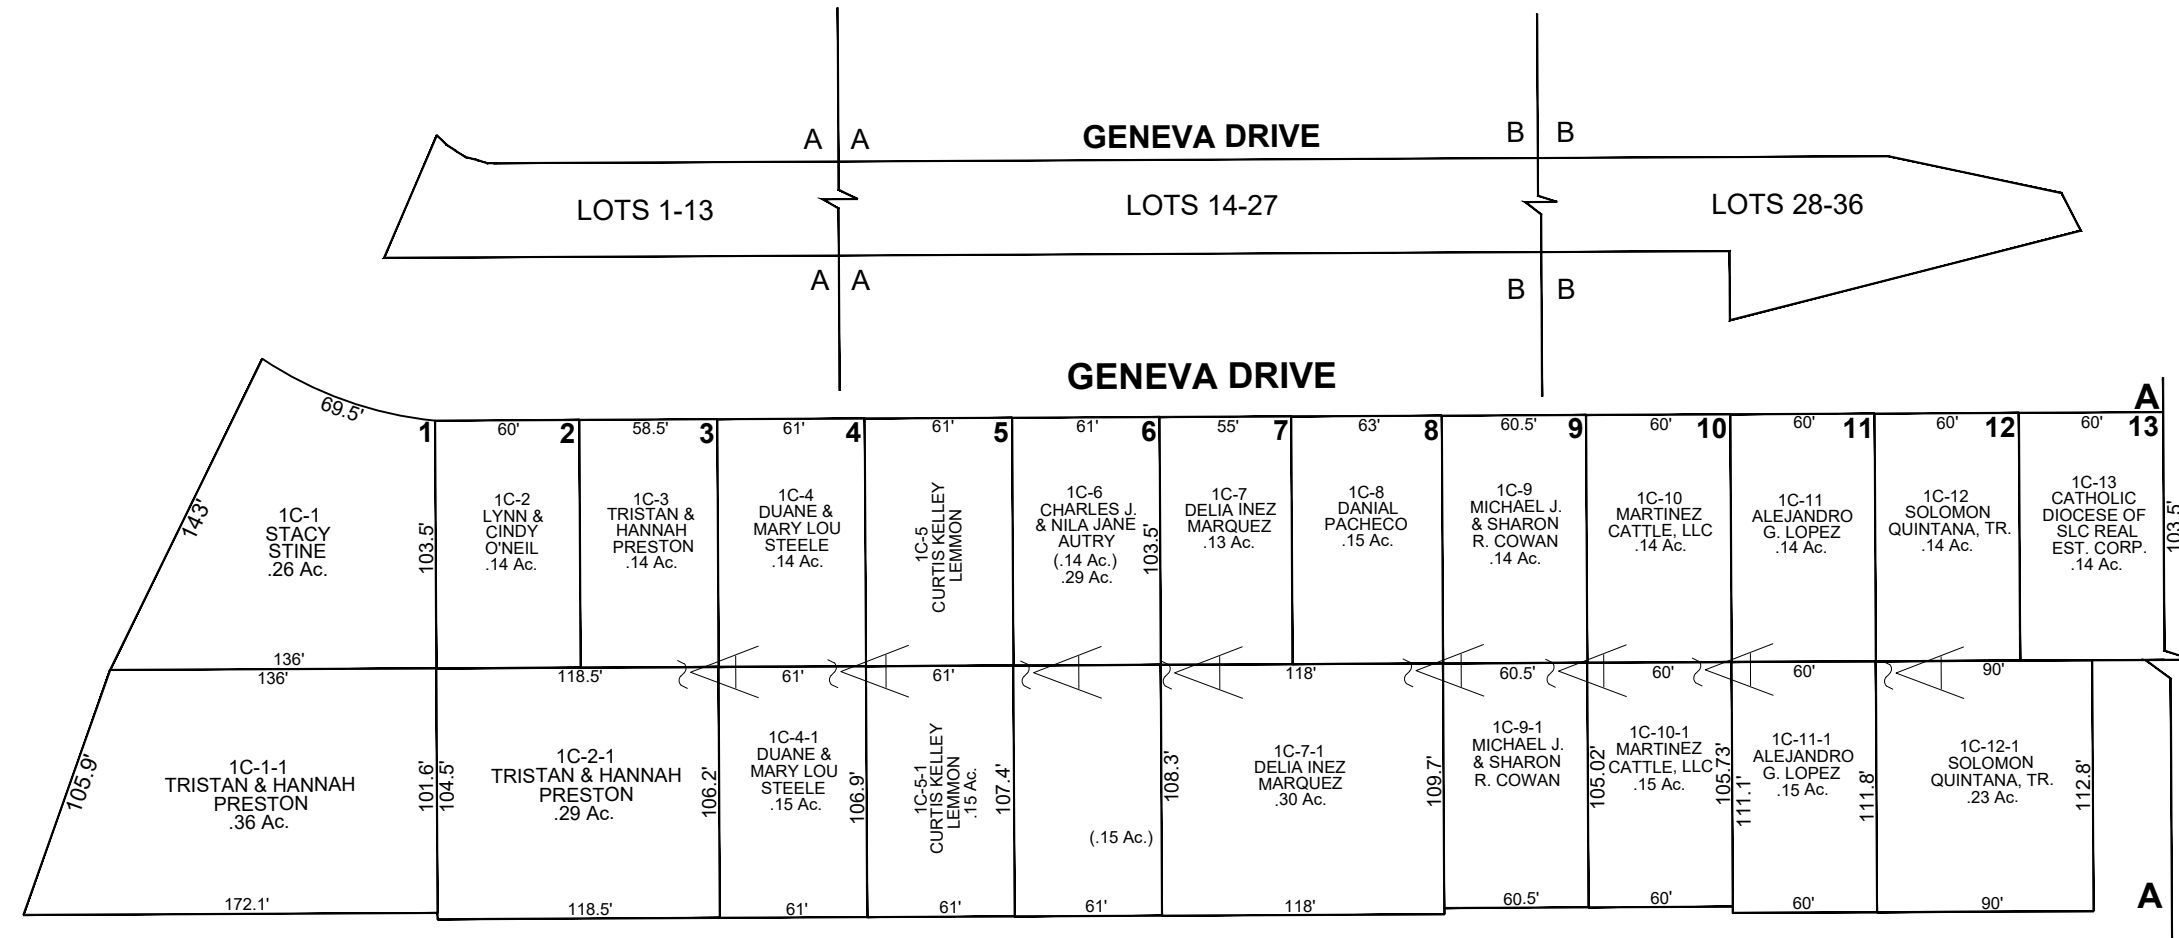 A A
GENEVA DRIVE
B B
LOTS 1-13
LOTS 14-27
LOTS 28-36
A A
B B
GENEVA DRIVE
A
69.5'
1
60'
2
58.5'
3
61'
4
61'
5
61'
6
55'
7
63'
8
60.5'
9
60'
10
60'
11
60'
12
60'
13
143'
1C-1
STACY
STINE
.26 Ac.
103.5'
1C-2
LYNN &
CINDY
O'NEIL
.14 Ac.
1C-3
TRISTAN &
HANNAH
PRESTON
.14 Ac.
1C-4
DUANE &
MARY LOU
STEELE
.14 Ac.
1C-5
CURTIS KELLEY
LEMMON
1C-6
CHARLES J.
& NILA JANE
AUTRY
(.14 Ac.)
.29 Ac.
103.5'
1C-7
DELIA INEZ
MARQUEZ
.13 Ac.
1C-8
DANIAL
PACHECO
.15 Ac.
1C-9
MICHAEL J.
& SHARON
R. COWAN
.14 Ac.
1C-10
MARTINEZ
CATTLE, LLC
.14 Ac.
1C-11
ALEJANDRO
G. LOPEZ
.14 Ac.
1C-12
SOLOMON
QUINTANA, TR.
.14 Ac.
1C-13
CATHOLIC
DIOCESE OF
SLC REAL
EST. CORP.
.14 Ac.
103.5'
136'
136'
118.5'
61'
61'
118'
60.5'
60'
60'
90'
105.9'
1C-1-1
TRISTAN & HANNAH
PRESTON
.36 Ac.
101.6'
104.5'
1C-2-1
TRISTAN & HANNAH
PRESTON
.29 Ac.
106.2'
1C-4-1
DUANE &
MARY LOU
STEELE
.15 Ac.
106.9'
1C-5-1
CURTIS KELLEY
LEMMON
.15 Ac.
107.4'
(.15 Ac.)
108.3'
1C-7-1
DELIA INEZ
MARQUEZ
.30 Ac.
109.7'
1C-9-1
MICHAEL J.
& SHARON
R. COWAN
105.02'
1C-10-1
MARTINEZ
CATTLE, LLC
.15 Ac.
105.73'
111.1'
1C-11-1
ALEJANDRO
G. LOPEZ
.15 Ac.
111.8'
1C-12-1
SOLOMON
QUINTANA, TR.
.23 Ac.
112.8'
172.1'
118.5'
61'
61'
61'
118'
60.5'
60'
60'
90'
A